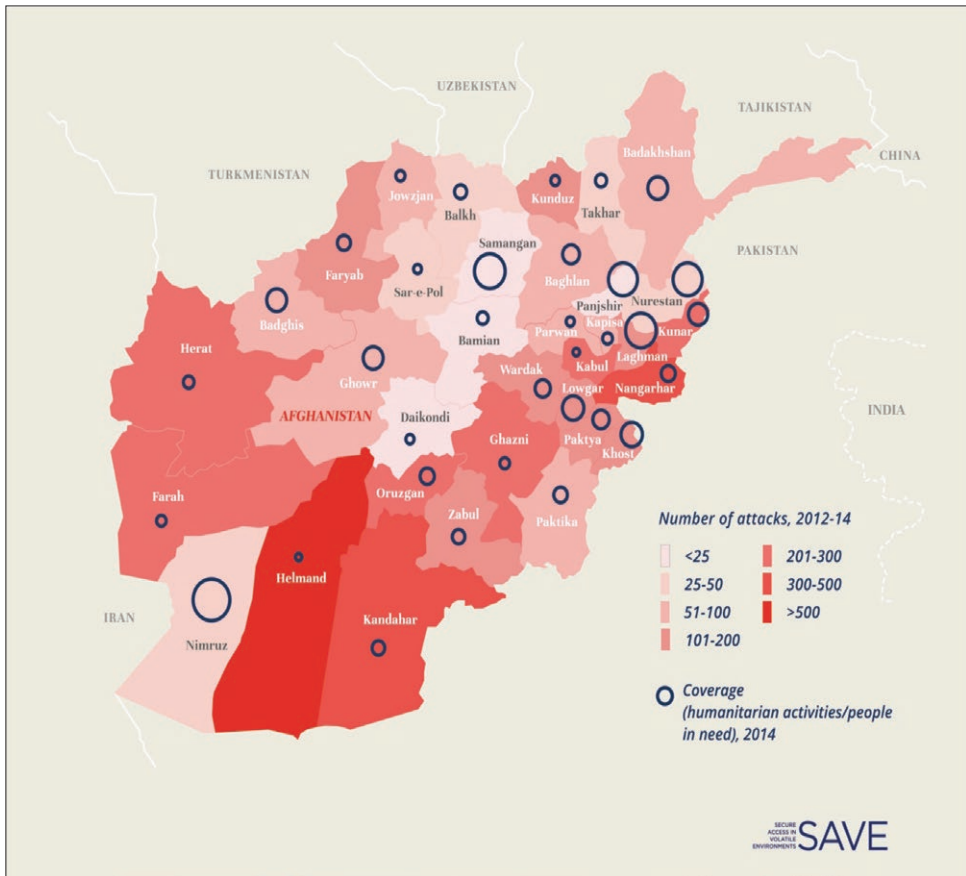 UZBEKISTAN
TAJIKISTAN
CHINA
TURKMENISTAN
Badakhshan
Jowzjan
Balkh
Kunduz
Takhar
PAKISTAN
Samangan
Faryab
Baghlan
Sar-e-Pol
Panjshir
Nurestan
Badghis
Kapisa
Parwan
Kunar
Bamian
Herat
Laghman
Kabul
Wardak
Ghowr
Lowgar
Nangarhar
AFGHANISTAN
Daikondi
INDIA
Ghazni
Paktya
Khost
Farah
Oruzgan
Zabul
Paktika
Helmand
IRAN
Nimruz
Kandahar
Number of attacks, 2012-14
<25
25-50
51-100
101-200
201-300
300-500
>500
Coverage
(humanitarian activities/people
in need), 2014
SECURE
ACCESS IN
VOLATILE
ENVIRONMENTS
SAVE